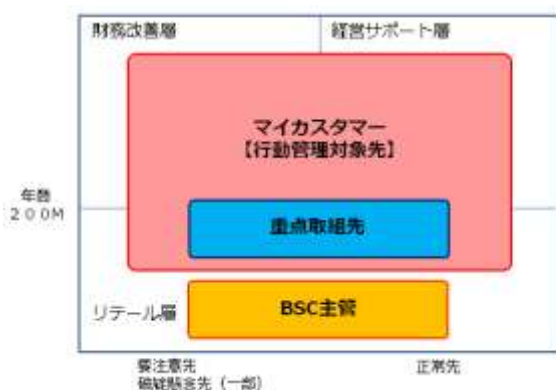 財務改善層
経営サポート層
マイカスタマー
【行動管理対象先】
年商
200M
重点取組先
リテール層
BSC主管
要注意先
正常先
破綻懸念先（一部）